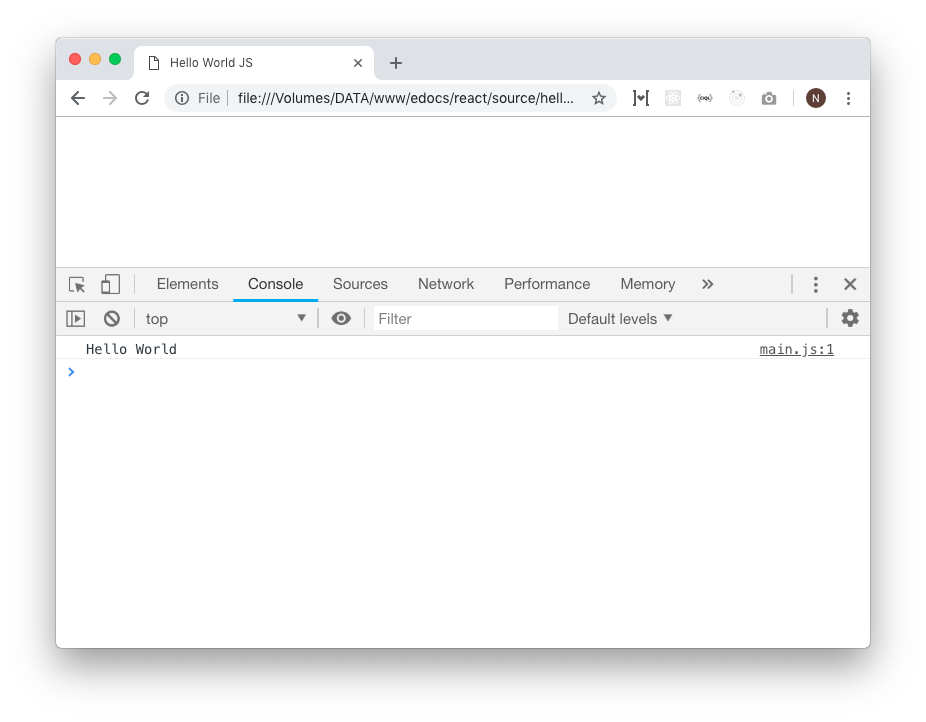 Hello World JS
File file:///Volumes/DATA/www/edocs/react/source/hell... N
Elements Console Sources Network Performance Memory
top Filter Default levels
Hello World main.js:1